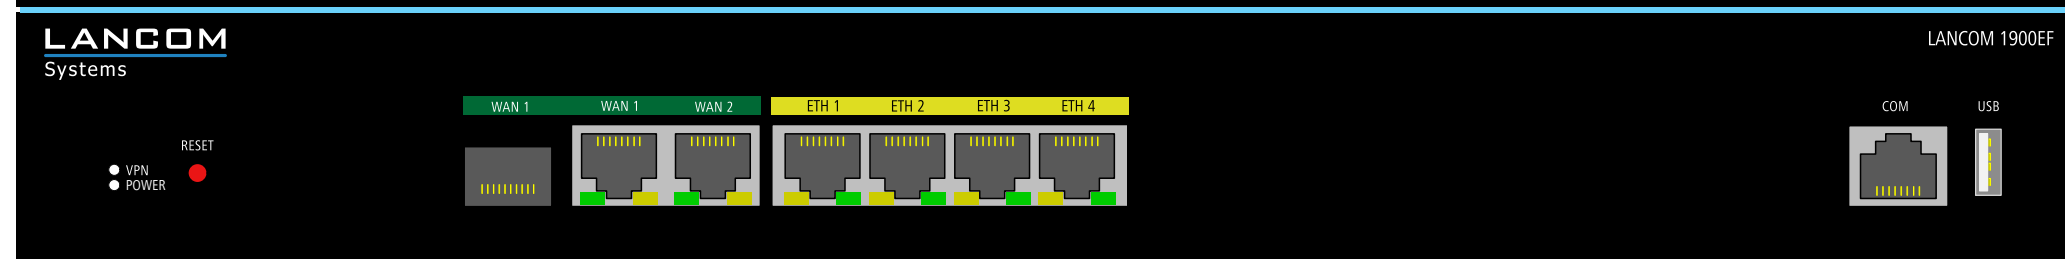 LANCOM
Systems
LANCOM 1900EF
WAN 1 WAN 1 WAN 2 ETH 1 ETH 2 ETH 3 ETH 4 COM USB
RESET
VPN
POWER